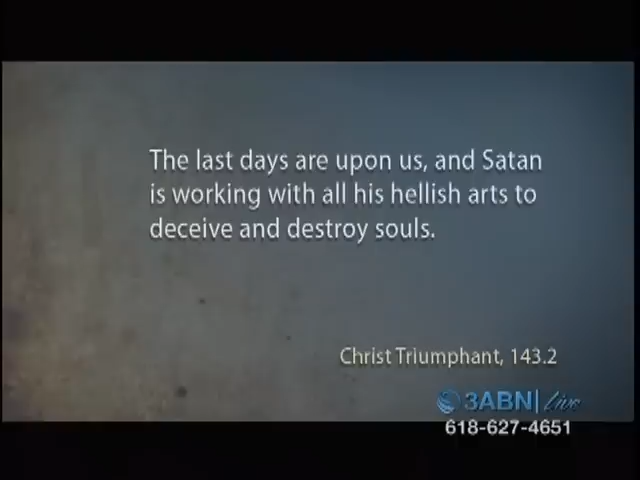 The last days are upon us, and Satan
is working with all his hellish arts to
deceive and destroy souls.
Christ Triumphant, 143.2
3ABN Live
618-627-4651